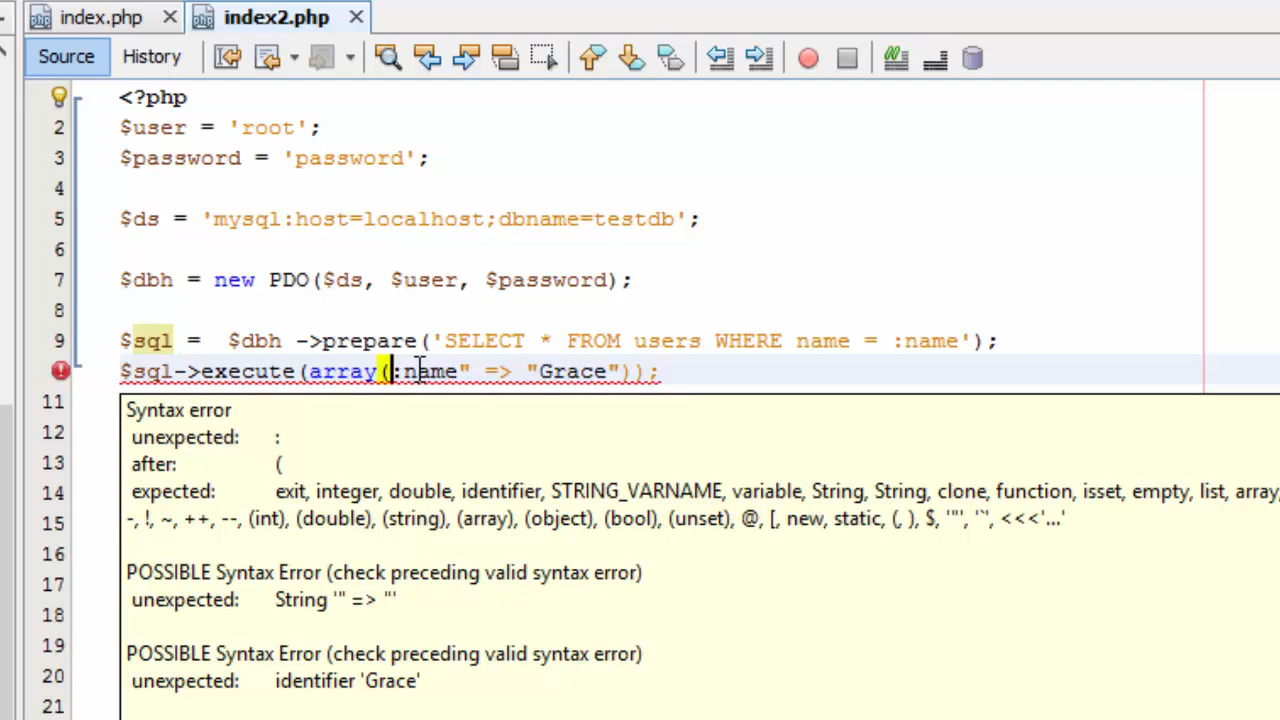 index.php
index2.php
Source History
<?php
2 $user = 'root';
3 $password = 'password';
4
5 $ds = 'mysql:host=localhost;dbname=testdb';
6
7 $dbh = new PDO($ds, $user, $password);
8
9 $sql =  $dbh ->prepare('SELECT * FROM users WHERE name = :name');
$sql->execute(array(:name" => "Grace"));
11
12
13
14
15
16
17
18
19
20
21
Syntax error
unexpected: :
after: (
expected: exit, integer, double, identifier, STRING_VARNAME, variable, String, String, clone, function, isset, empty, list, array,
-, !, ~, ++, --, (int), (double), (string), (array), (object), (bool), (unset), @, [, new, static, (, ), $, '"', '`', <<<'...'
POSSIBLE Syntax Error (check preceding valid syntax error)
unexpected: String '" => "'
POSSIBLE Syntax Error (check preceding valid syntax error)
unexpected: identifier 'Grace'